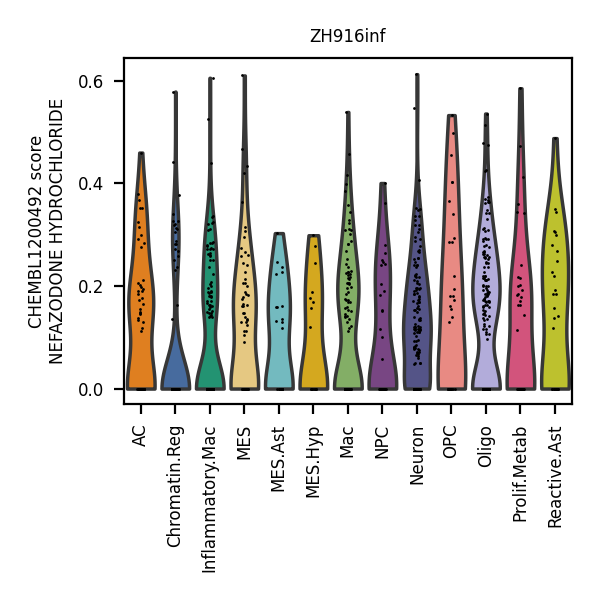 ZH916inf
CHEMBL1200492 score
NEFAZODONE HYDROCHLORIDE
0.6
0.4
0.2
0.0
AC
Chromatin.Reg
Inflammatory.Mac
MES
MES.Ast
MES.Hyp
Mac
NPC
Neuron
OPC
Oligo
Prolif.Metab
Reactive.Ast